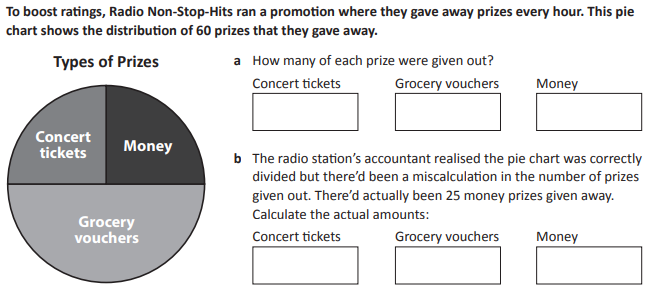 To boost ratings, Radio Non-Stop-Hits ran a promotion where they gave away prizes every hour. This pie
chart shows the distribution of 60 prizes that they gave away.
Types of Prizes
Concert
tickets
Money
Grocery
vouchers
a How many of each prize were given out?
Concert tickets Grocery vouchers Money
b The radio station's accountant realised the pie chart was correctly
divided but there'd been a miscalculation in the number of prizes
given out. There'd actually been 25 money prizes given away.
Calculate the actual amounts:
Concert tickets Grocery vouchers Money